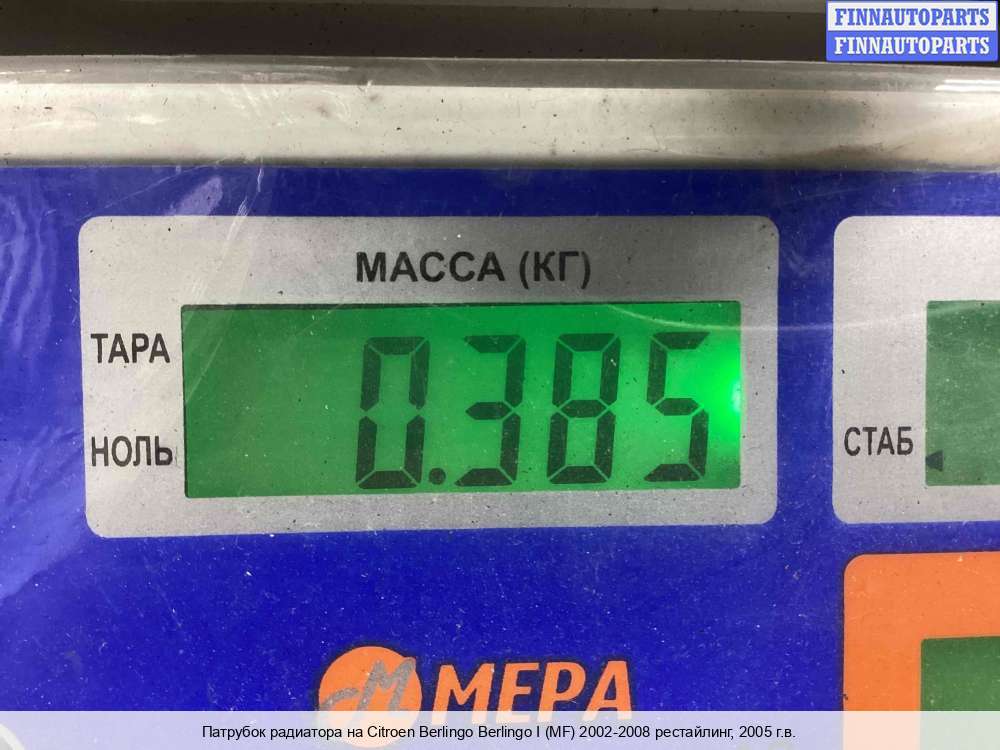 FINNAUTOPARTS
FINNAUTOPARTS
МАССА (КГ)
ТАРА
0.385
НОЛЬ
СТАБ
М МЕРА
Патрубок радиатора на Citroen Berlingo Berlingo I (MF) 2002-2008 рестайлинг, 2005 г.в.